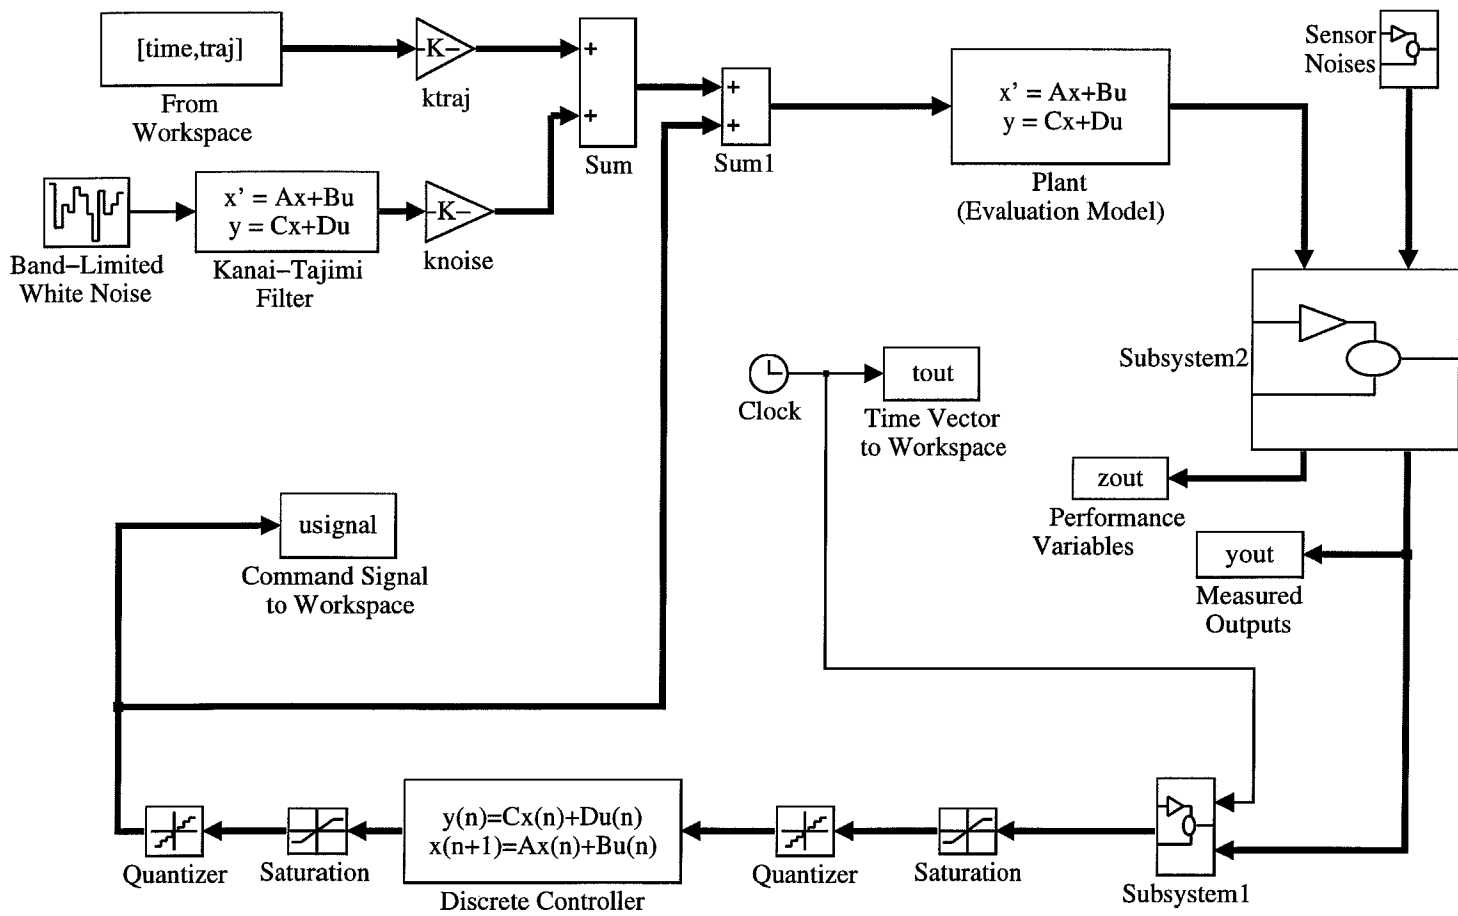 [time,traj]
From
Workspace
-K-
ktraj
+
+
Sum
+
+
Sum1
x' = Ax+Bu
y = Cx+Du
Plant
(Evaluation Model)
Sensor
Noises
Band–Limited
White Noise
x' = Ax+Bu
y = Cx+Du
Kanai–Tajimi
Filter
-K-
knoise
Subsystem2
Clock
tout
Time Vector
to Workspace
zout
Performance
Variables
yout
Measured
Outputs
usignal
Command Signal
to Workspace
Quantizer
Saturation
y(n)=Cx(n)+Du(n)
x(n+1)=Ax(n)+Bu(n)
Discrete Controller
Quantizer
Saturation
Subsystem1